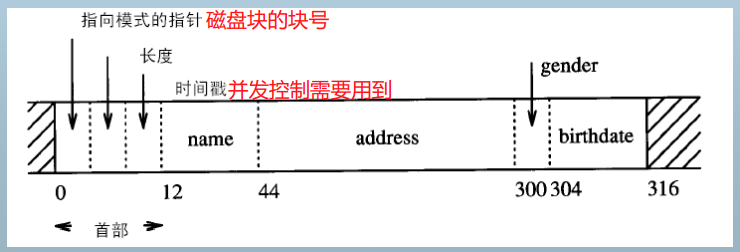 指向模式的指针 磁盘块的块号
长度
时间戳 并发控制需要用到
gender
name
address
birthdate
0
12
44
300 304
316
首部